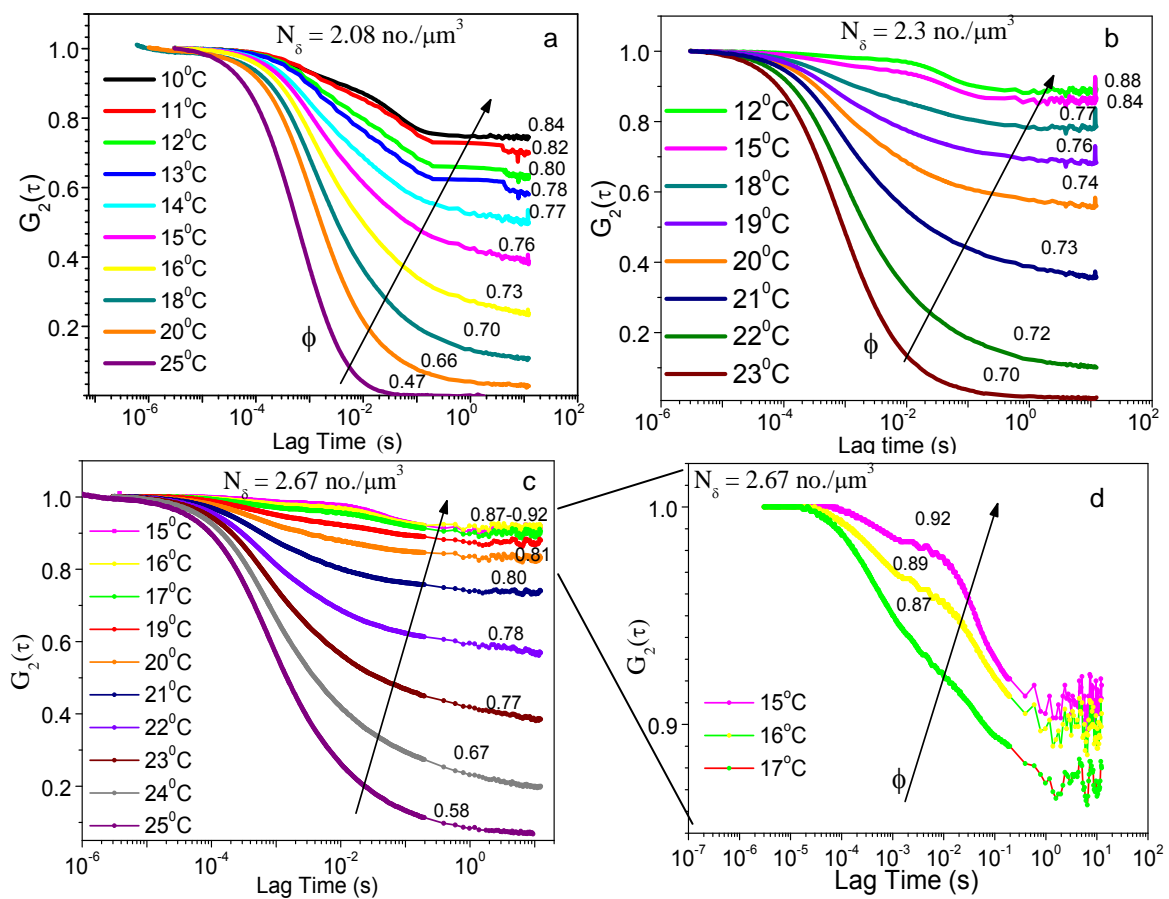 N_δ = 2.08 no./μm³
a
1.0
0.8
0.6
0.4
0.2
G₂(τ)
10⁰C
11⁰C
12⁰C
13⁰C
14⁰C
15⁰C
16⁰C
18⁰C
20⁰C
25⁰C
0.84
0.82
0.80
0.78
0.77
0.76
0.73
0.70
0.66
0.47
ϕ
10⁻⁶ 10⁻⁴ 10⁻² 10⁰ 10²
Lag Time (s)
N_δ = 2.3 no./μm³
b
1.0
0.8
0.6
0.4
0.2
G₂(τ)
12⁰C
15⁰C
18⁰C
19⁰C
20⁰C
21⁰C
22⁰C
23⁰C
0.88
0.84
0.77
0.76
0.74
0.73
0.72
0.70
ϕ
10⁻⁶ 10⁻⁴ 10⁻² 10⁰ 10²
Lag time (s)
N_δ = 2.67 no./μm³
c
1.0
0.8
0.6
0.4
0.2
G₂(τ)
15⁰C
16⁰C
17⁰C
19⁰C
20⁰C
21⁰C
22⁰C
23⁰C
24⁰C
25⁰C
0.87-0.92
0.81
0.80
0.78
0.77
0.67
0.58
10⁻⁶ 10⁻⁴ 10⁻² 10⁰
Lag Time (s)
N_δ = 2.67 no./μm³
d
0.9
G₂(τ)
0.92
0.89
0.87
15⁰C
16⁰C
17⁰C
ϕ
10⁻⁷ 10⁻⁶ 10⁻⁵ 10⁻⁴ 10⁻³ 10⁻² 10⁻¹ 10⁰ 10¹ 10²
Lag Time (s)